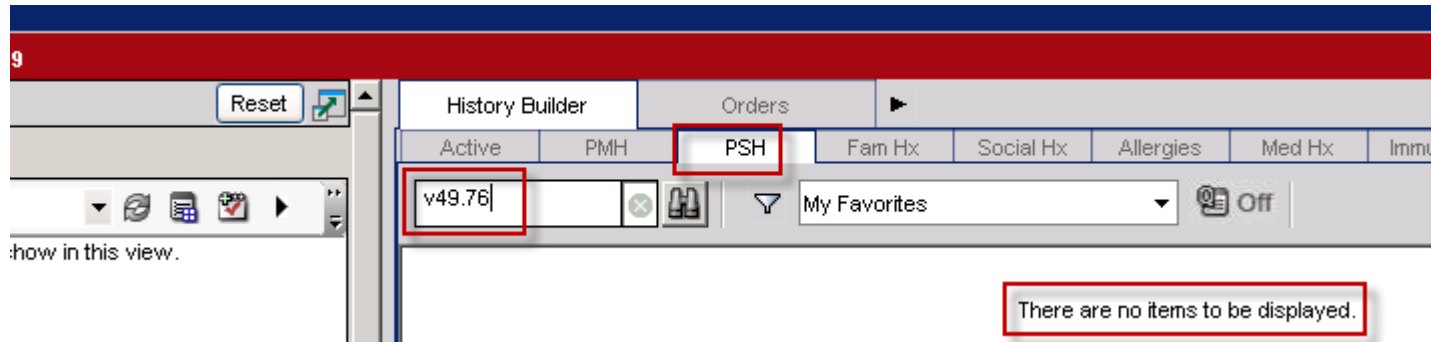 9
Reset
History Builder Orders
Active PMH PSH Fam Hx Social Hx Allergies Med Hx
v49.76 My Favorites Off
in this view.
There are no items to be displayed.